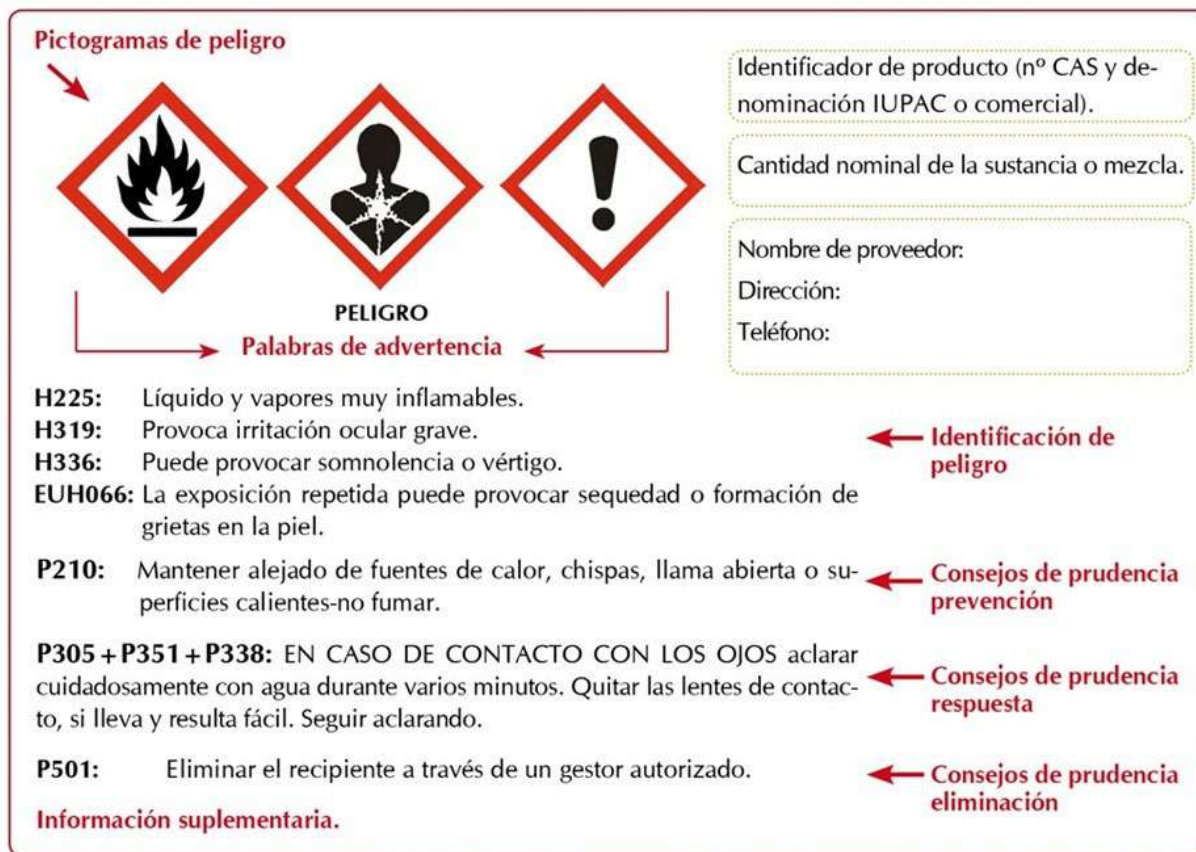 Pictogramas de peligro
Identificador de producto (nº CAS y de-
nominación IUPAC o comercial).
Cantidad nominal de la sustancia o mezcla.
Nombre de proveedor:
Dirección:
Teléfono:
PELIGRO
Palabras de advertencia
H225: Líquido y vapores muy inflamables.
H319: Provoca irritación ocular grave.
H336: Puede provocar somnolencia o vértigo.
EUH066: La exposición repetida puede provocar sequedad o formación de
grietas en la piel.
Identificación de
peligro
P210: Mantener alejado de fuentes de calor, chispas, llama abierta o su-
perficies calientes-no fumar.
Consejos de prudencia
prevención
P305+P351+P338: EN CASO DE CONTACTO CON LOS OJOS aclarar
cuidadosamente con agua durante varios minutos. Quitar las lentes de contac-
to, si lleva y resulta fácil. Seguir aclarando.
Consejos de prudencia
respuesta
P501: Eliminar el recipiente a través de un gestor autorizado.
Consejos de prudencia
eliminación
Información suplementaria.